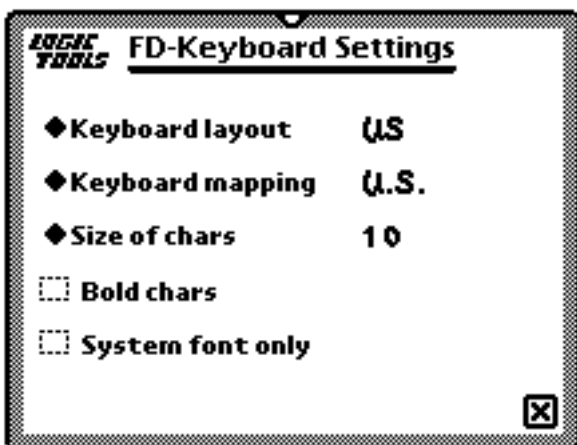 LOGIC TOOLS FD-Keyboard Settings
Keyboard layout US
Keyboard mapping U.S.
Size of chars 10
Bold chars
System font only